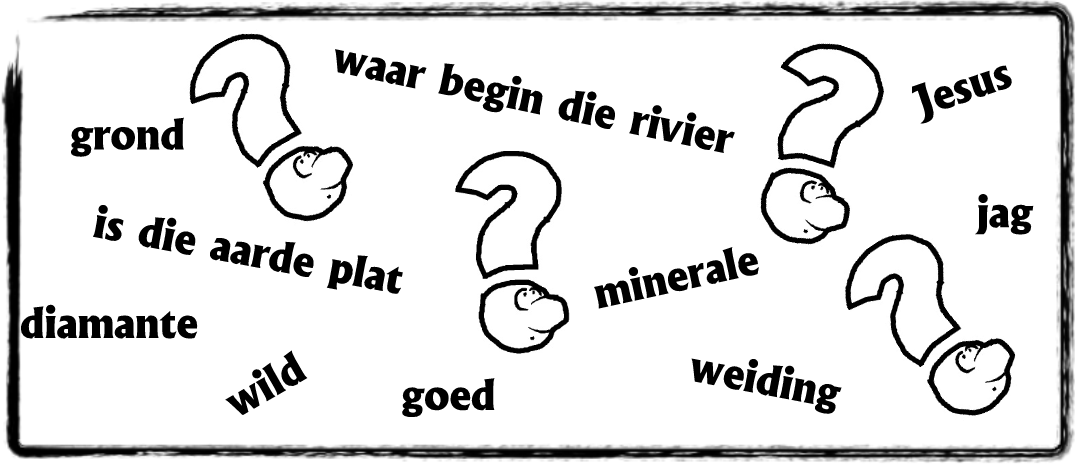 waar begin die rivier
Jesus
grond
jag
is die aarde plat
minerale
diamante
wild
goed
weiding